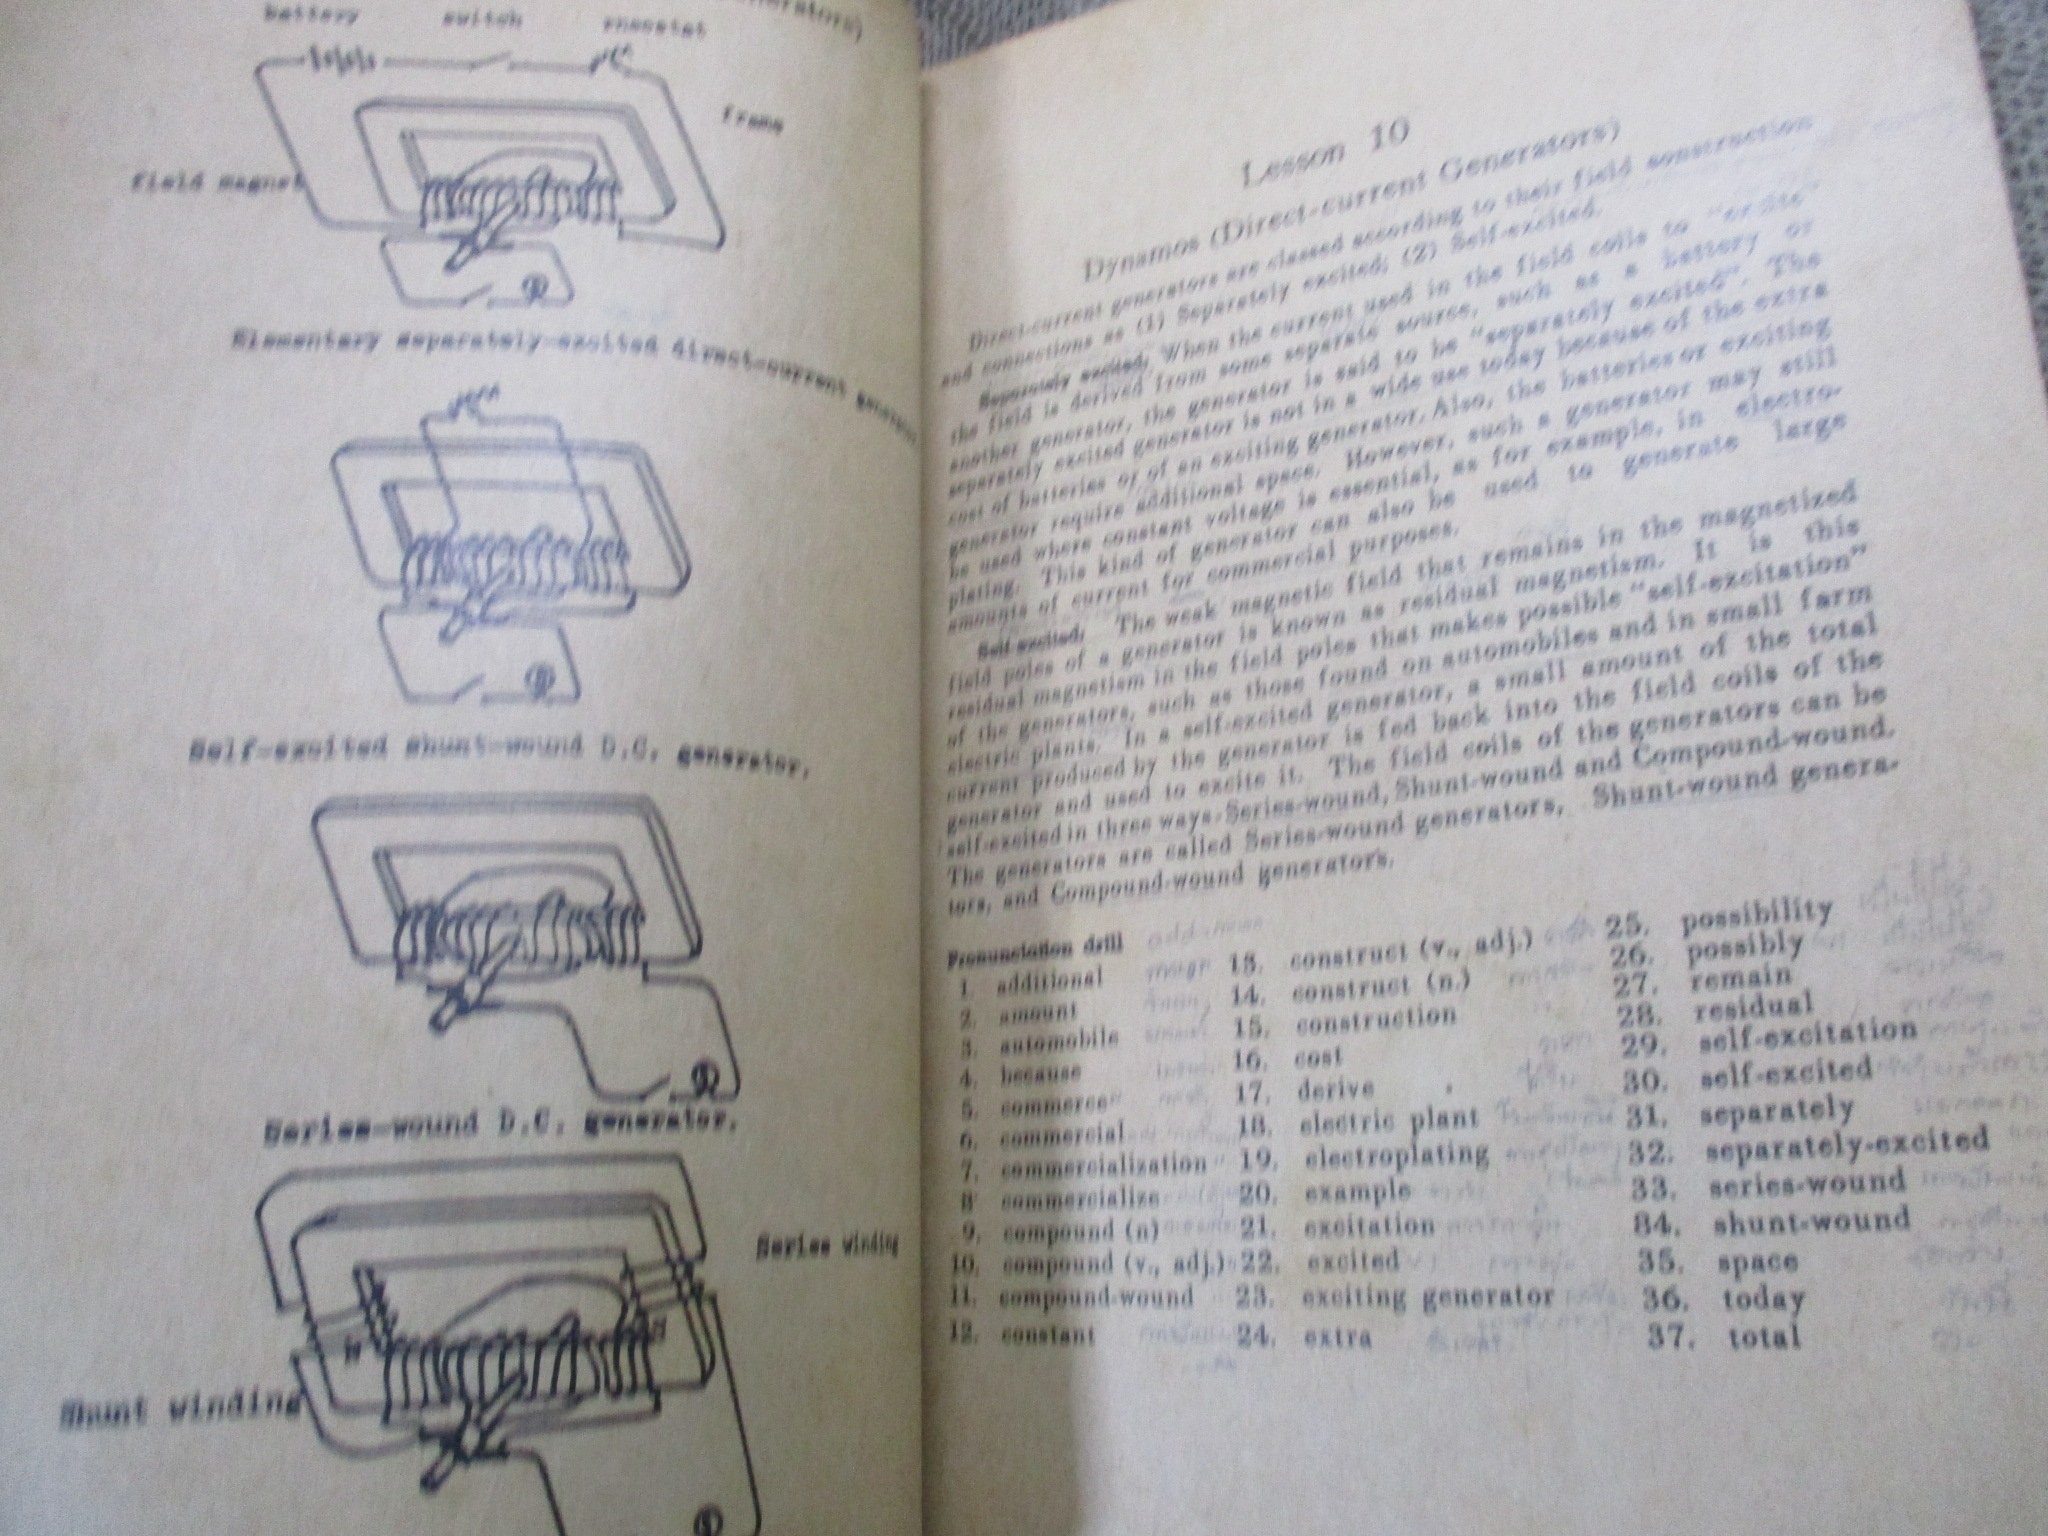 battery switch rheostat
frame
field magnet
Elementary separately-excited direct-current generator
Self-excited shunt-wound D.C. generator.
Series-wound D.C. generator.
Series winding
N
Shunt winding
Lesson 10
Dynamos (Direct-current Generators)
Direct-current generators are classed according to their field sonstruction
and connections as (1) Separately excited; (2) Self-excited.
Separately excited; When the current used in the field coils to
the field is derived from some separate source, such as a battery or
another generator, the generator is said to be "separately excited". The
separately excited generator is not in a wide use today because of the extra
cost of batteries or of an exciting generator. Also, the batteries or exciting
generator require additional space. However, such a generator may still
be used where constant voltage is essential, as for example, in electro-
plating. This kind of generator can also be used to generate large
amounts of current for commercial purposes.
Self-excited; The weak magnetic field that remains in the magnetized
field poles of a generator is known as residual magnetism. It is this
residual magnetism in the field poles that makes possible "self-excitation"
of the generators, such as those found on automobiles and in small farm
electric plants. In a self-excited generator, a small amount of the total
current produced by the generator is fed back into the field coils of the
generator and used to excite it. The field coils of the generators can be
self-excited in three ways. Series-wound, Shunt-wound and Compound-wound.
The generators are called Series-wound generators, Shunt-wound genera-
tors, and Compound-wound generators.
Pronunciation drill
1. additional
2. amount
3. automobile
4. because
5. commerce
6. commercial
7. commercialization
8 commercialize
9. compound (n)
10. compound (v., adj.)
11. compound-wound
12. constant
13. construct (v., adj.)
14. construct (n.)
15. construction
16. cost
17. derive
18. electric plant
19. electroplating
20. example
21. excitation
22. excited
23. exciting generator
24. extra
25. possibility
26. possibly
27. remain
28. residual
29. self-excitation
30. self-excited
31. separately
32. separately-excited
33. series-wound
84. shunt-wound
35. space
36. today
37. total